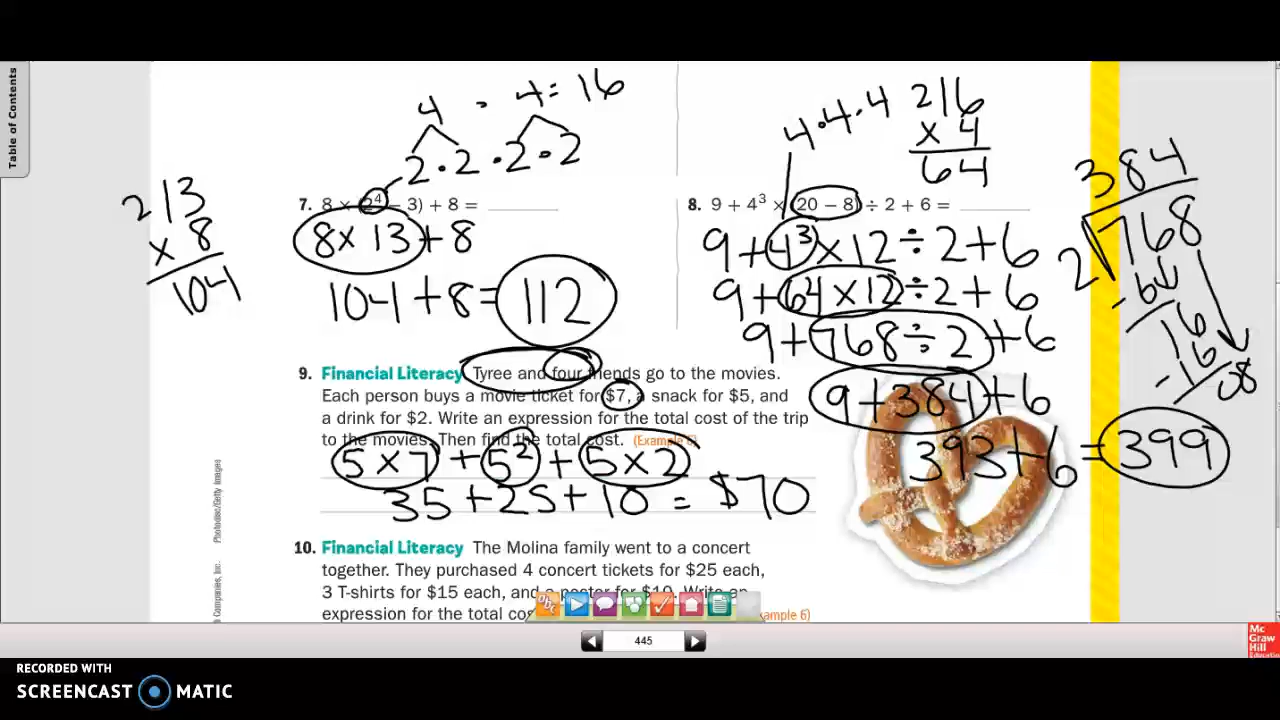 Table of Contents
4 · 4 = 16
2 · 2 · 2 · 2
213
x 8
104
7. 8 × (2⁴ – 3) + 8 =
8 x 13 + 8
104 + 8 = 112
4 · 4 · 4
216
x 4
64
8. 9 + 4³ × (20 – 8) ÷ 2 + 6 =
9 + 4³ x 12 ÷ 2 + 6
9 + 64 x 12 ÷ 2 + 6
9 + 768 ÷ 2 + 6
9 + 384 + 6
393 + 6 = 399
384
2 768
-6
16
-16
08
9. Financial Literacy Tyree and four friends go to the movies.
Each person buys a movie ticket for $7, a snack for $5, and
a drink for $2. Write an expression for the total cost of the trip
to the movies. Then find the total cost. (Example 6)
5 x 7 + 5² + 5 x 2
35 + 25 + 10 = $70
10. Financial Literacy The Molina family went to a concert
together. They purchased 4 concert tickets for $25 each,
3 T-shirts for $15 each, and a poster for $10. Write an
expression for the total
Companies, Inc. Photodisc/Getty Images
445
Mc
Graw
Hill
Education
RECORDED WITH
SCREENCAST MATIC